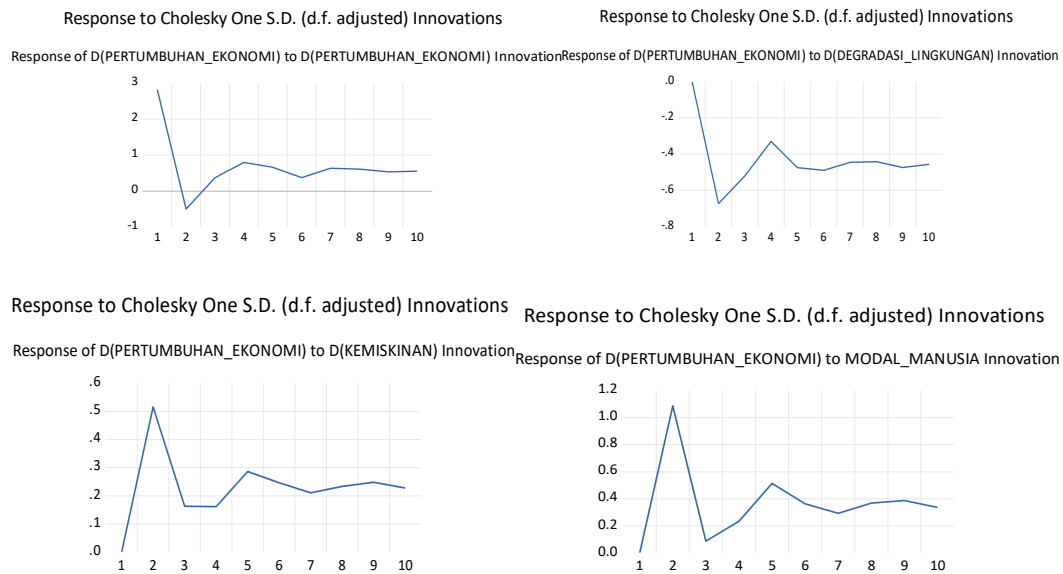 Response to Cholesky One S.D. (d.f. adjusted) Innovations
Response of D(PERTUMBUHAN_EKONOMI) to D(PERTUMBUHAN_EKONOMI) Innovation
3
2
1
0
-1
1 2 3 4 5 6 7 8 9 10
Response to Cholesky One S.D. (d.f. adjusted) Innovations
Response of D(PERTUMBUHAN_EKONOMI) to D(DEGRADASI_LINGKUNGAN) Innovation
.0
-.2
-.4
-.6
-.8
1 2 3 4 5 6 7 8 9 10
Response to Cholesky One S.D. (d.f. adjusted) Innovations
Response of D(PERTUMBUHAN_EKONOMI) to D(KEMISKINAN) Innovation
.6
.5
.4
.3
.2
.1
.0
1 2 3 4 5 6 7 8 9 10
Response to Cholesky One S.D. (d.f. adjusted) Innovations
Response of D(PERTUMBUHAN_EKONOMI) to MODAL_MANUSIA Innovation
1.2
1.0
0.8
0.6
0.4
0.2
0.0
1 2 3 4 5 6 7 8 9 10